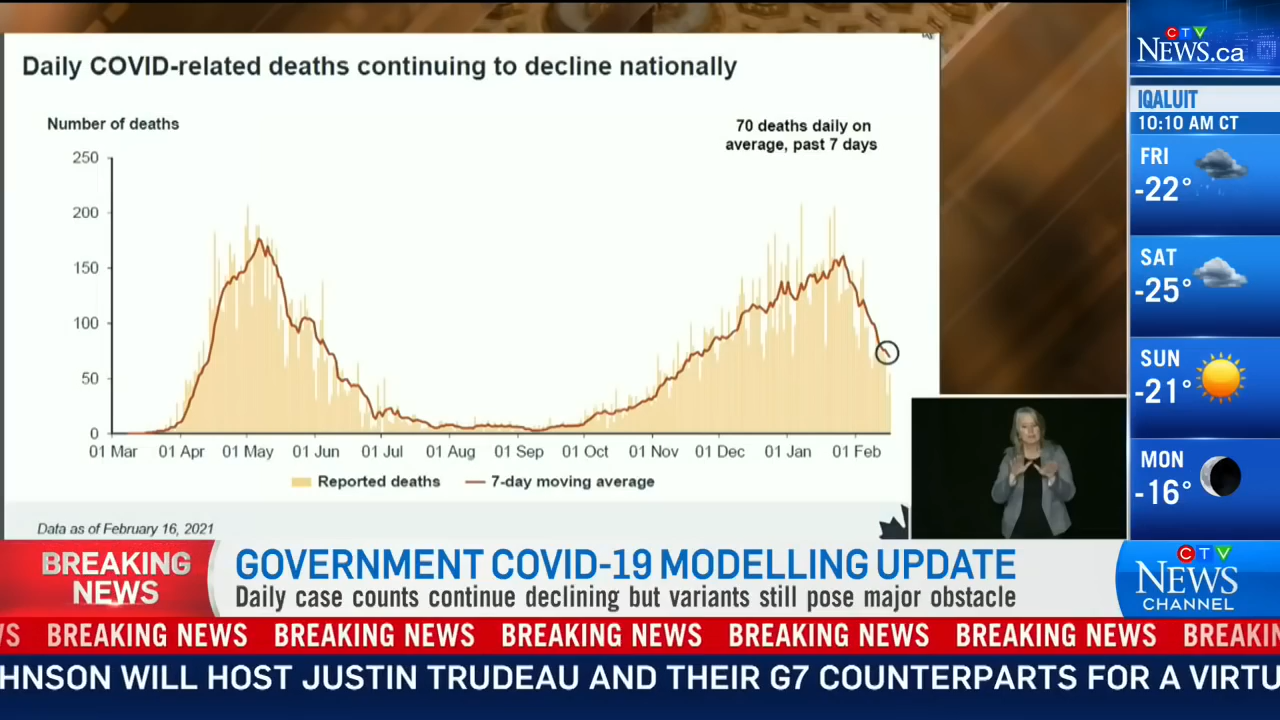 Daily COVID-related deaths continuing to decline nationally
Number of deaths
70 deaths daily on
average, past 7 days
250
200
150
100
50
0
01 Mar 01 Apr 01 May 01 Jun 01 Jul 01 Aug 01 Sep 01 Oct 01 Nov 01 Dec 01 Jan 01 Feb
Reported deaths 7-day moving average
Data as of February 16, 2021
CTV
NEWS.ca
IQALUIT
10:10 AM CT
FRI
-22°
SAT
-25°
SUN
-21°
MON
-16°
BREAKING
NEWS
GOVERNMENT COVID-19 MODELLING UPDATE
Daily case counts continue declining but variants still pose major obstacle
CTV
NEWS
CHANNEL
WS BREAKING NEWS BREAKING NEWS BREAKING NEWS BREAKING NEWS BREAKING NEWS BREAKIN
HNSON WILL HOST JUSTIN TRUDEAU AND THEIR G7 COUNTERPARTS FOR A VIRTU